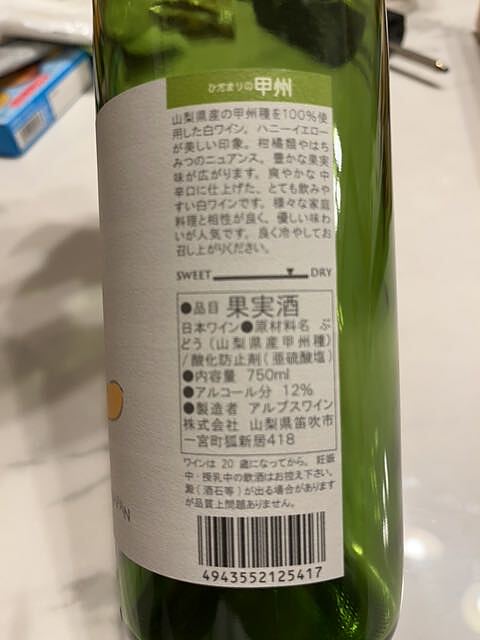 ひだまりの甲州
山梨県産の甲州種を100%使
用した白ワイン。ハニーイエロー
が美しい印象。柑橘類やはち
みつのニュアンス。豊かな果実
味が広がります。爽やかな中
辛口に仕上げた、とても飲みや
すい白ワインです。様々な家庭
料理と相性が良く、優しい味わ
いが人気です。良く冷やしてお
召し上がりください。
SWEET DRY
●品目 果実酒
日本ワイン●原材料名 ぶ
どう（山梨県産甲州種）
/酸化防止剤（亜硫酸塩）
●内容量 750ml
●アルコール分 12%
●製造者 アルプスワイン
株式会社 山梨県笛吹市
一宮町狐新居418
ワインは 20 歳になってから。妊娠
中・授乳中の飲酒はお控え下さい。
澱（酒石等）が出る場合があります
が品質上問題ありません。
4943552125417